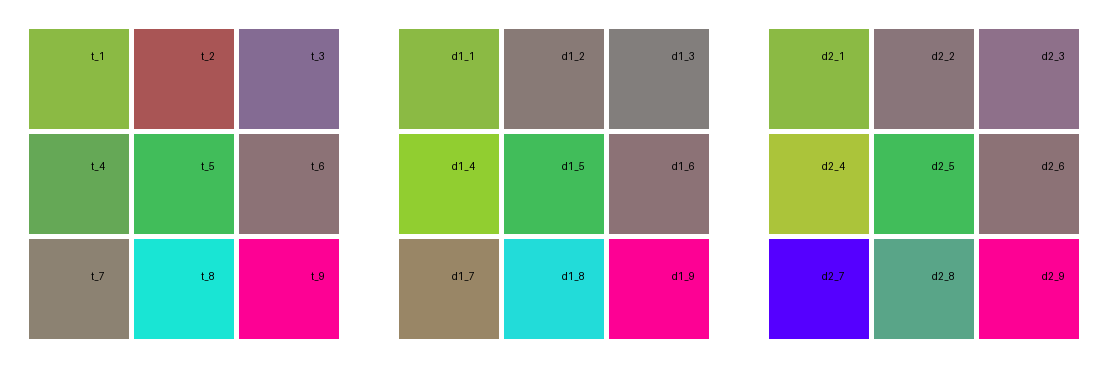 t_1 t_2 t_3 d1_1 d1_2 d1_3 d2_1 d2_2 d2_3
t_4 t_5 t_6 d1_4 d1_5 d1_6 d2_4 d2_5 d2_6
t_7 t_8 t_9 d1_7 d1_8 d1_9 d2_7 d2_8 d2_9